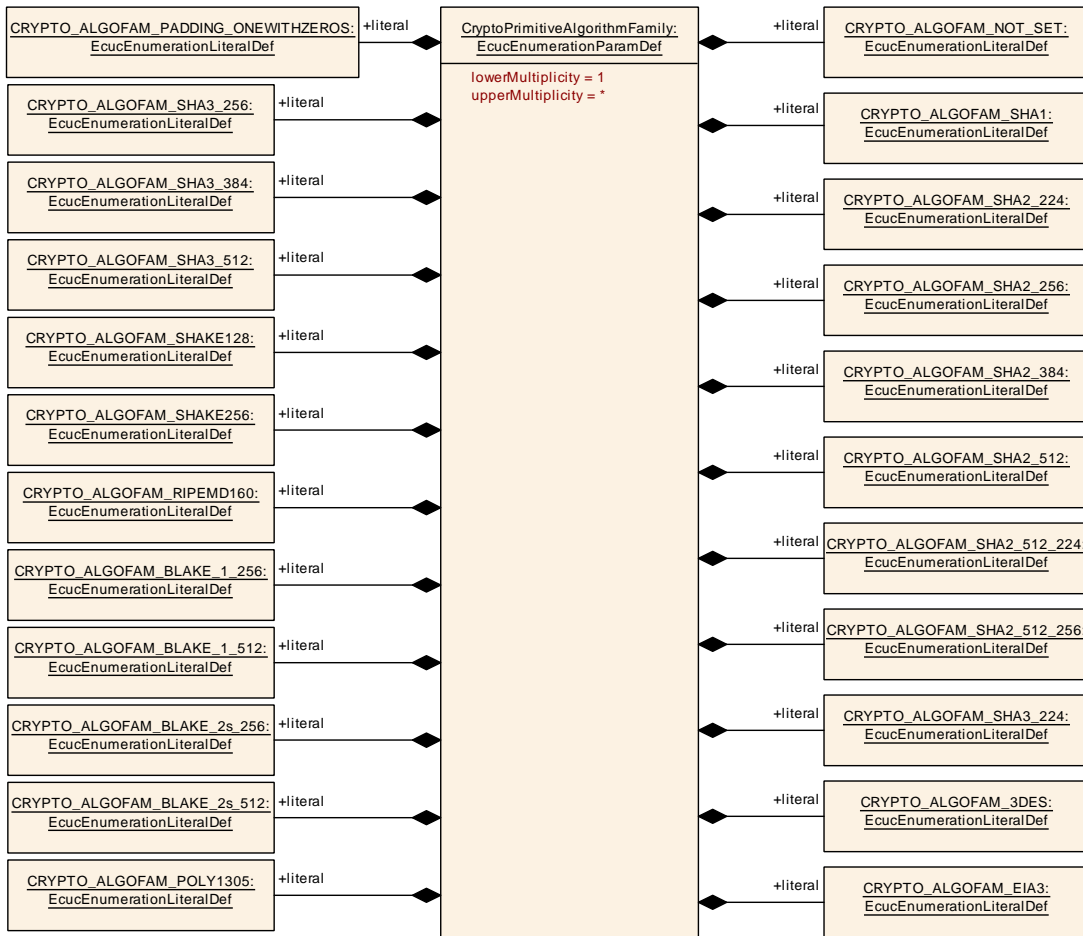 CRYPTO_ALGOFAM_PADDING_ONEWITHZEROS:
EcucEnumerationLiteralDef
+literal
CRYPTO_ALGOFAM_SHA3_256:
EcucEnumerationLiteralDef
+literal
CRYPTO_ALGOFAM_SHA3_384:
EcucEnumerationLiteralDef
+literal
CRYPTO_ALGOFAM_SHA3_512:
EcucEnumerationLiteralDef
+literal
CRYPTO_ALGOFAM_SHAKE128:
EcucEnumerationLiteralDef
+literal
CRYPTO_ALGOFAM_SHAKE256:
EcucEnumerationLiteralDef
+literal
CRYPTO_ALGOFAM_RIPEMD160:
EcucEnumerationLiteralDef
+literal
CRYPTO_ALGOFAM_BLAKE_1_256:
EcucEnumerationLiteralDef
+literal
CRYPTO_ALGOFAM_BLAKE_1_512:
EcucEnumerationLiteralDef
+literal
CRYPTO_ALGOFAM_BLAKE_2s_256:
EcucEnumerationLiteralDef
+literal
CRYPTO_ALGOFAM_BLAKE_2s_512:
EcucEnumerationLiteralDef
+literal
CRYPTO_ALGOFAM_POLY1305:
EcucEnumerationLiteralDef
+literal
CryptoPrimitiveAlgorithmFamily:
EcucEnumerationParamDef
lowerMultiplicity = 1
upperMultiplicity = *
+literal
CRYPTO_ALGOFAM_NOT_SET:
EcucEnumerationLiteralDef
+literal
CRYPTO_ALGOFAM_SHA1:
EcucEnumerationLiteralDef
+literal
CRYPTO_ALGOFAM_SHA2_224:
EcucEnumerationLiteralDef
+literal
CRYPTO_ALGOFAM_SHA2_256:
EcucEnumerationLiteralDef
+literal
CRYPTO_ALGOFAM_SHA2_384:
EcucEnumerationLiteralDef
+literal
CRYPTO_ALGOFAM_SHA2_512:
EcucEnumerationLiteralDef
+literal
CRYPTO_ALGOFAM_SHA2_512_224:
EcucEnumerationLiteralDef
+literal
CRYPTO_ALGOFAM_SHA2_512_256:
EcucEnumerationLiteralDef
+literal
CRYPTO_ALGOFAM_SHA3_224:
EcucEnumerationLiteralDef
+literal
CRYPTO_ALGOFAM_3DES:
EcucEnumerationLiteralDef
+literal
CRYPTO_ALGOFAM_EIA3:
EcucEnumerationLiteralDef